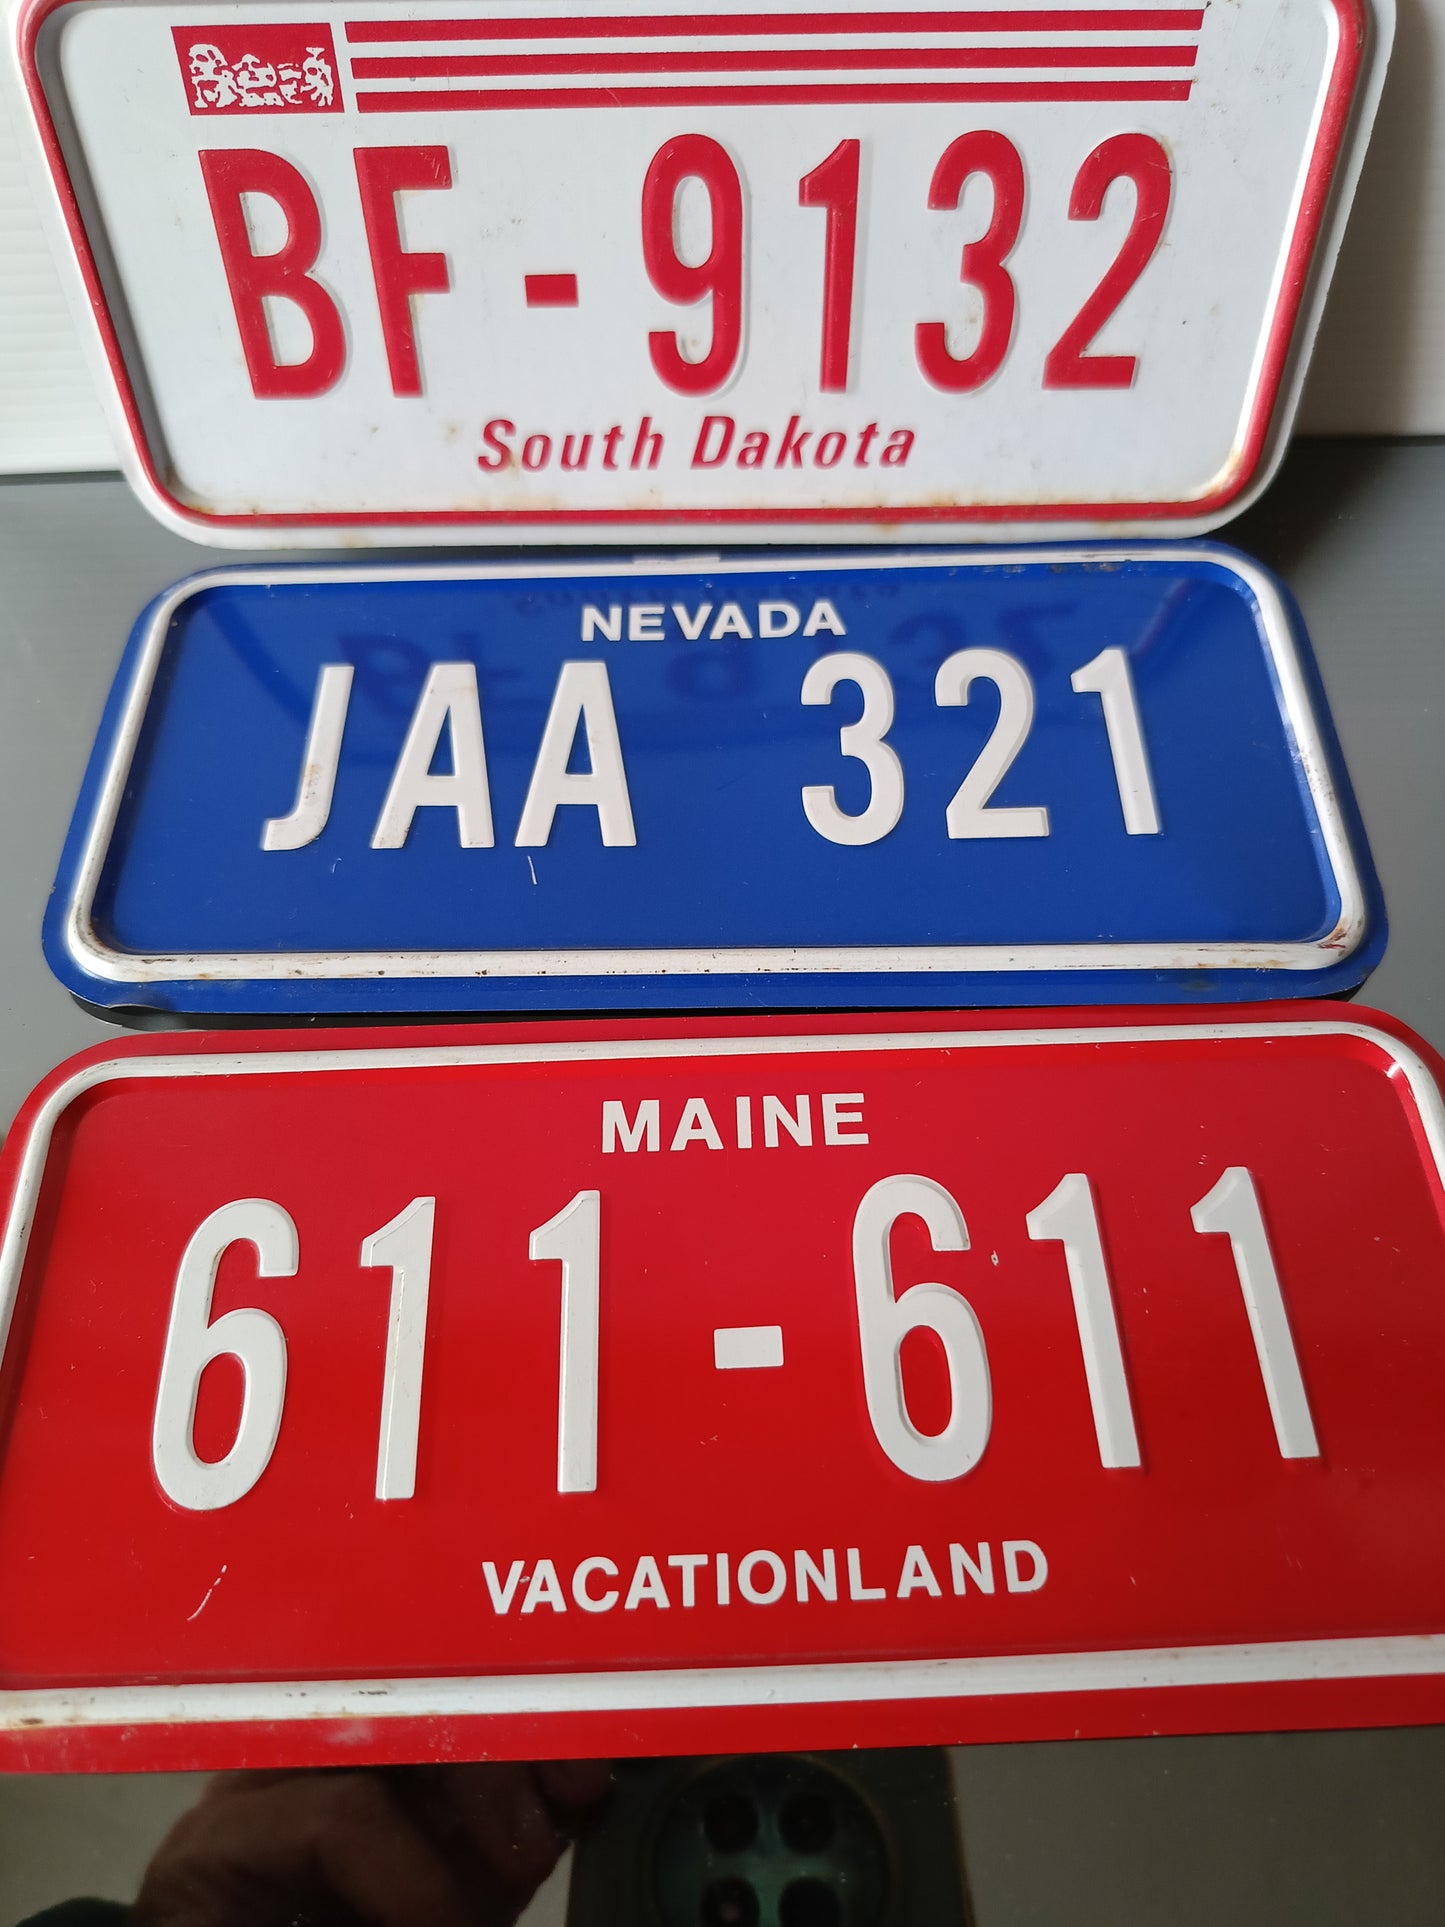 BF-9132
South Dakota
NEVADA
JAA 321
MAINE
611-611
VACATIONLAND